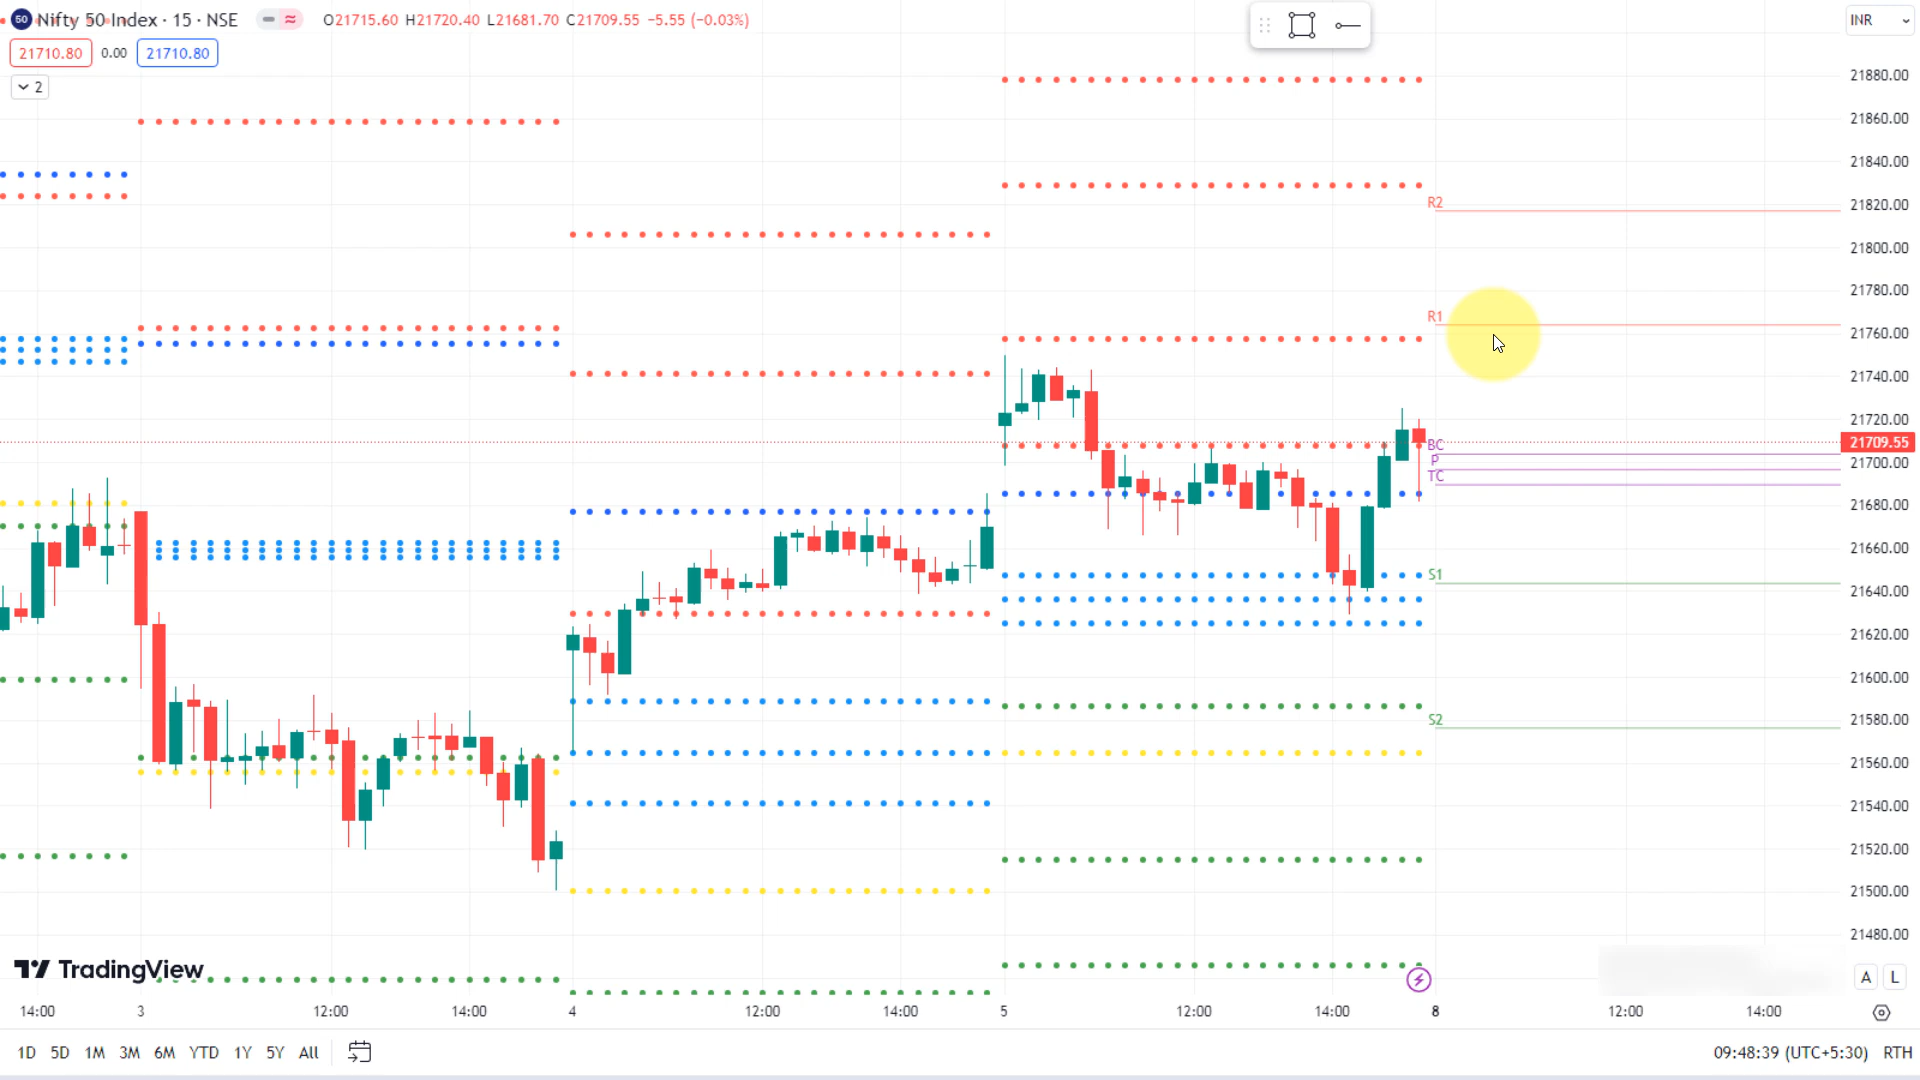 50 Nifty 50 Index · 15 · NSE O21715.60 H21720.40 L21681.70 C21709.55 −5.55 (−0.03%)
21710.80 0.00 21710.80
2
INR
21880.00
21860.00
21840.00
21820.00
21800.00
21780.00
21760.00
21740.00
21720.00
21709.55
21700.00
21680.00
21660.00
21640.00
21620.00
21600.00
21580.00
21560.00
21540.00
21520.00
21500.00
21480.00
R2
R1
BC
P
TC
S1
S2
TradingView
A L
14:00 3 12:00 14:00 4 12:00 14:00 5 12:00 14:00 8 12:00 14:00
1D 5D 1M 3M 6M YTD 1Y 5Y All 09:48:39 (UTC+5:30) RTH